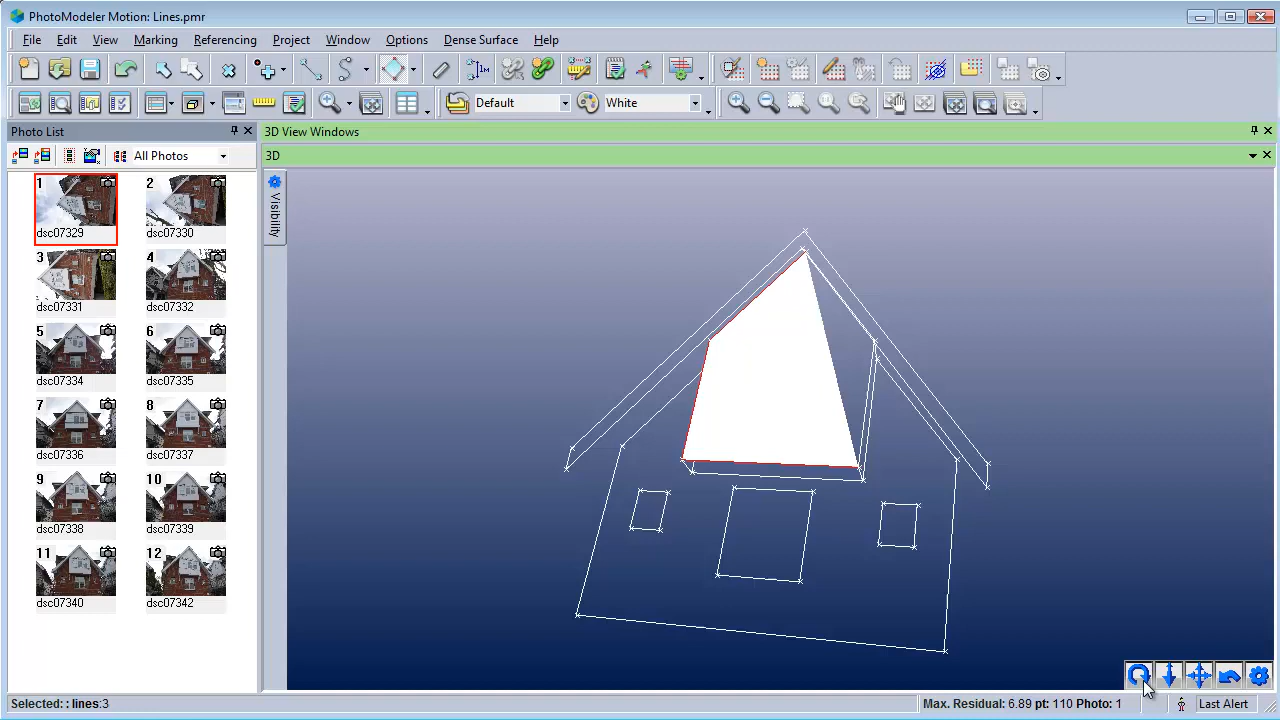 PhotoModeler Motion: Lines.pmr
File Edit View Marking Referencing Project Window Options Dense Surface Help
Default White
Photo List
3D View Windows
All Photos
3D
Visibility
1 2
dsc07329 dsc07330
3 4
dsc07331 dsc07332
5 6
dsc07334 dsc07335
7 8
dsc07336 dsc07337
9 10
dsc07338 dsc07339
11 12
dsc07340 dsc07342
Selected: : lines:3
Max. Residual: 6.89 pt: 110 Photo: 1
Last Alert